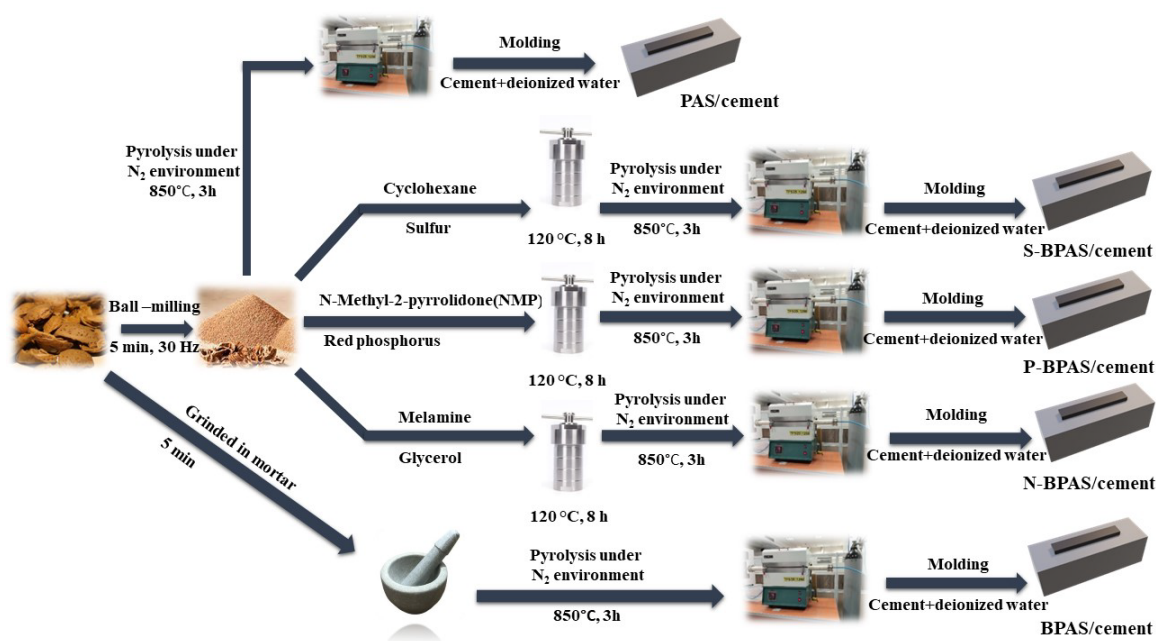 Molding
Cement+deionized water
PAS/cement
Pyrolysis under
N₂ environment
850℃, 3h
Cyclohexane
Sulfur
120 °C, 8 h
Pyrolysis under
N₂ environment
850℃, 3h
Molding
Cement+deionized water
S-BPAS/cement
Ball –milling
5 min, 30 Hz
N-Methyl-2-pyrrolidone(NMP)
Red phosphorus
120 °C, 8 h
Pyrolysis under
N₂ environment
850℃, 3h
Molding
Cement+deionized water
P-BPAS/cement
Melamine
Glycerol
120 °C, 8 h
Pyrolysis under
N₂ environment
850℃, 3h
Molding
Cement+deionized water
N-BPAS/cement
Grinded in mortar
5 min
Pyrolysis under
N₂ environment
850℃, 3h
Molding
Cement+deionized water
BPAS/cement